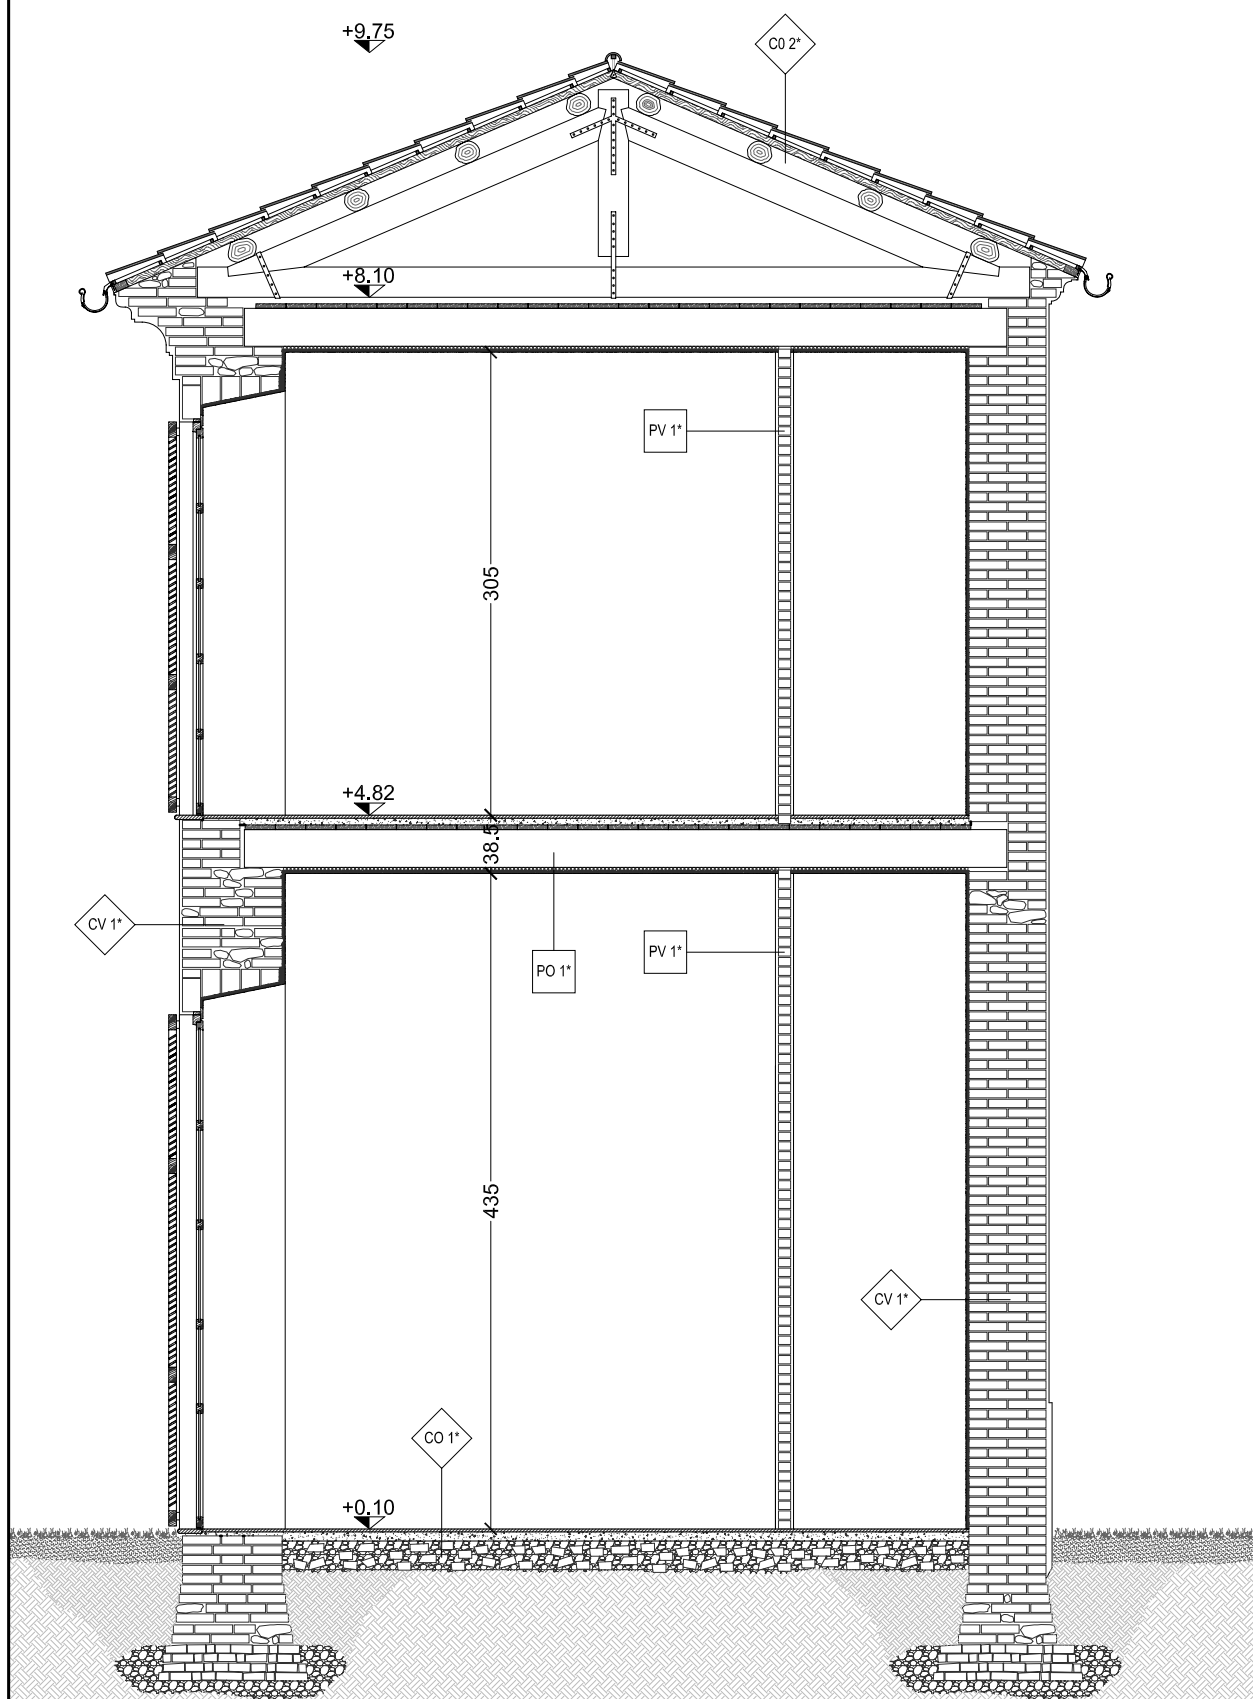 +9.75
C0 2*
+8.10
PV 1*
305
+4.82
38.5
CV 1*
PV 1*
PO 1*
435
CV 1*
CO 1*
+0.10